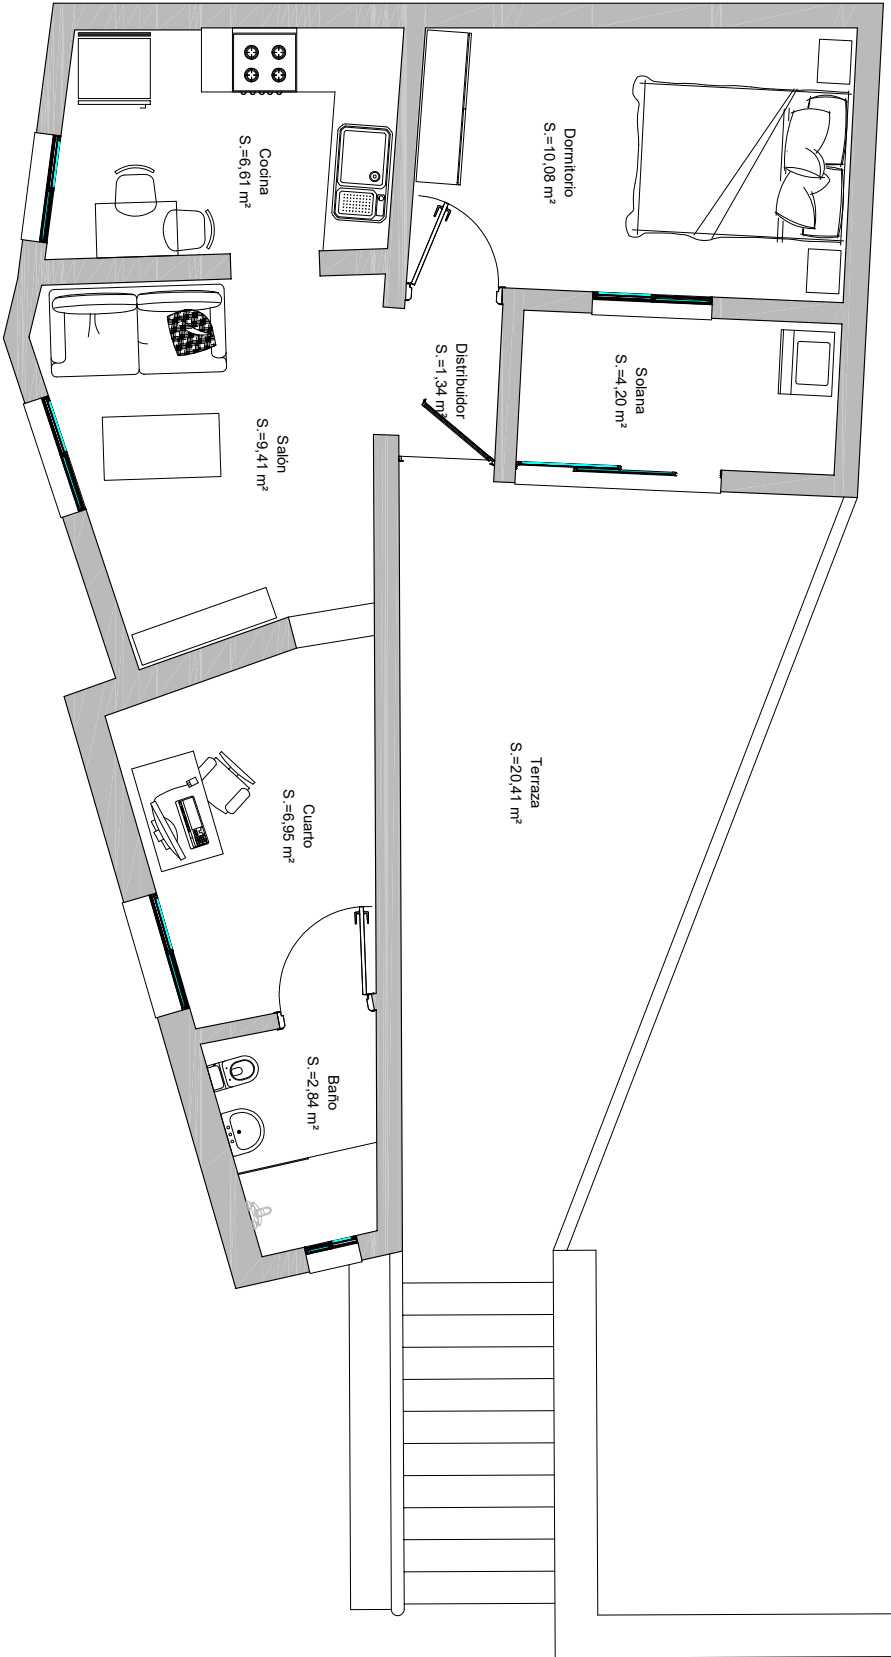 Cocina
S.=6,61 m²
Dormitorio
S.=10,08 m²
Distribuidor
S.=1,34 m²
Solana
S.=4,20 m²
Salón
S.=9,41 m²
Terraza
S.=20,41 m²
Cuarto
S.=6,95 m²
Baño
S.=2,84 m²